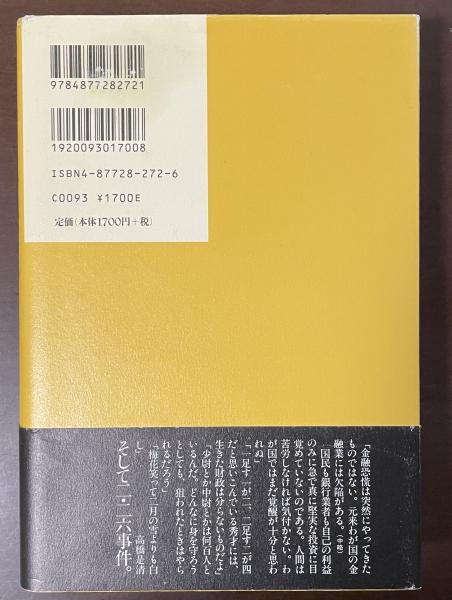 9784877282721
1920093017008
ISBN4-87728-272-6
C0093 ¥1700E
定価(本体1700円+税)
「金融恐慌は突然にやってきた
ものではない。元来わが国の金
融業には欠陥がある。(中略)
国民も銀行業者も自己の利益
のみに急で真に堅実な投資に目
覚めていないのである。人間は
苦労しなければ気付かない。わ
が国ではまだ覚醒が十分と思わ
れぬ」
「一足す一が二、二足す二が四
だと思いこんでいる秀才には、
生きた財政は分らないものだよ」
「少尉とか中尉とかは何百人と
いるんだ。どんなに身を守ろう
としても、狙われたときはやら
れるだろう」
「梅花笑って二月の雪よりも白
し」
高橋是清
そして二・二六事件。